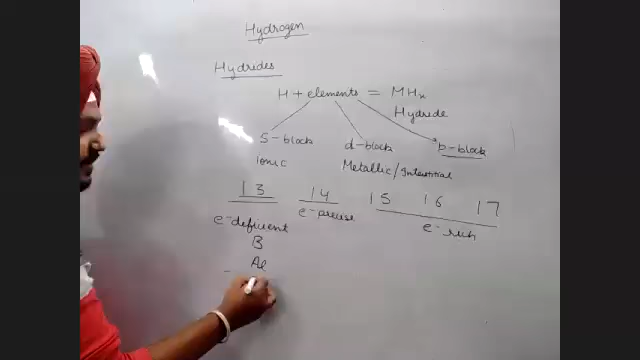 Hydrogen
Hydrides
H + elements = MHx
Hydride
S-block d-block p-block
Ionic Metallic/Interstitial
13 14 15 16 17
e⁻deficient e⁻precise e⁻rich
B
Al